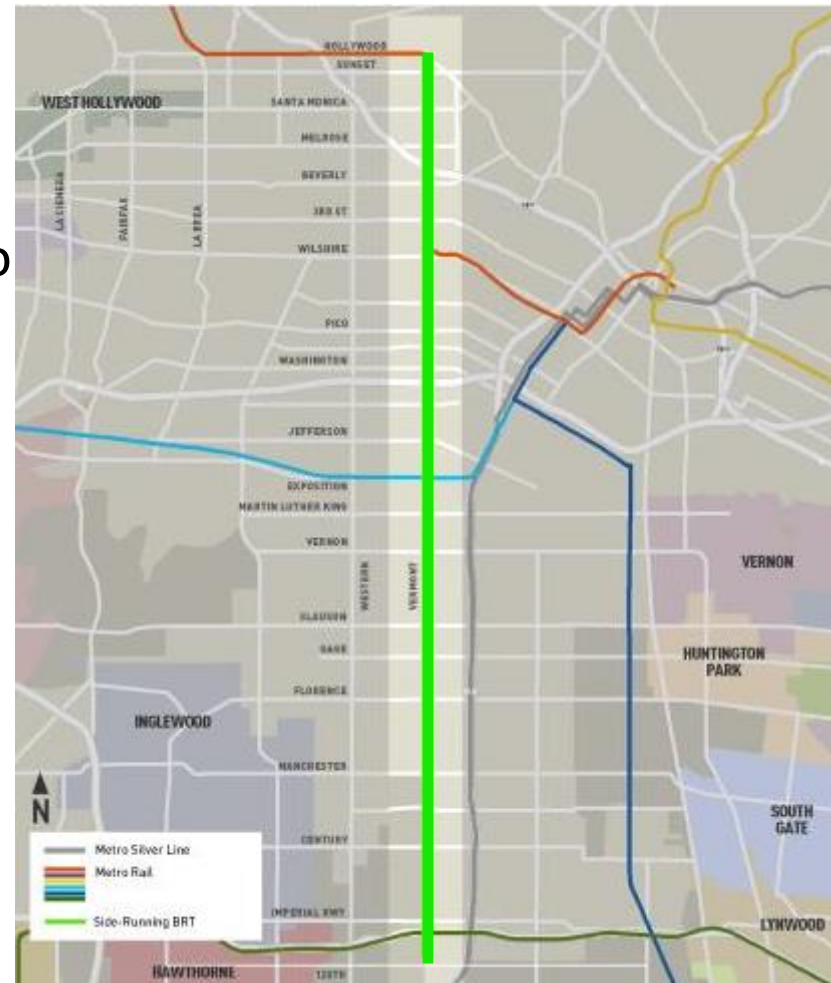 HOLLYWOOD
SUNSET
WEST HOLLYWOOD
SANTA MONICA
MELROSE
BEVERLY
LA CIENEGA
FAIRFAX
LA BREA
3RD ST
WILSHIRE
PICO
WASHINGTON
JEFFERSON
EXPOSITION
MARTIN LUTHER KING
VERNON
WESTERN
VERMONT
VERNON
SLAUSON
GAGE
HUNTINGTON
PARK
FLORENCE
INGLEWOOD
MANCHESTER
N
SOUTH
GATE
CENTURY
Metro Silver Line
Metro Rail
Side-Running BRT
IMPERIAL HWY
LYNWOOD
HAWTHORNE
120TH